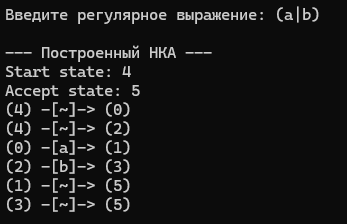 Введите регулярное выражение: (a|b)
--- Построенный НКА ---
Start state: 4
Accept state: 5
(4) -[~]-> (0)
(4) -[~]-> (2)
(0) -[a]-> (1)
(2) -[b]-> (3)
(1) -[~]-> (5)
(3) -[~]-> (5)